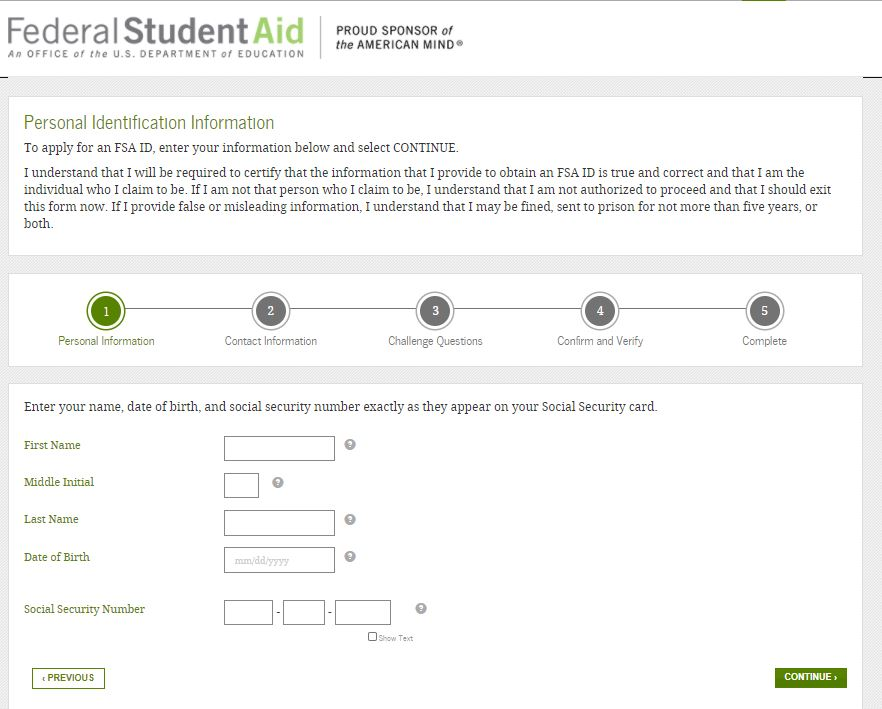 Federal Student Aid
An OFFICE of the U.S. DEPARTMENT of EDUCATION
PROUD SPONSOR of
the AMERICAN MIND®
Personal Identification Information
To apply for an FSA ID, enter your information below and select CONTINUE.
I understand that I will be required to certify that the information that I provide to obtain an FSA ID is true and correct and that I am the
individual who I claim to be. If I am not that person who I claim to be, I understand that I am not authorized to proceed and that I should exit
this form now. If I provide false or misleading information, I understand that I may be fined, sent to prison for not more than five years, or
both.
1 2 3 4 5
Personal Information Contact Information Challenge Questions Confirm and Verify Complete
Enter your name, date of birth, and social security number exactly as they appear on your Social Security card.
First Name ?
Middle Initial ?
Last Name ?
Date of Birth mm/dd/yyyy ?
Social Security Number - - ?
Show Text
‹ PREVIOUS CONTINUE ›